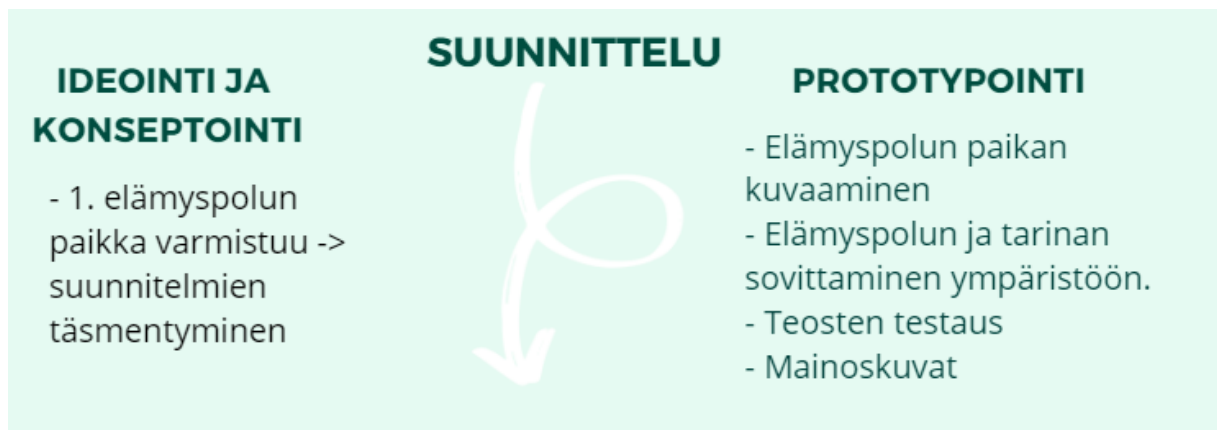 SUUNNITTELU
IDEOINTI JA
KONSEPTOINTI
- 1. elämyspolun
paikka varmistuu ->
suunnitelmien
täsmentyminen
PROTOTYPOINTI
- Elämyspolun paikan
kuvaaminen
- Elämyspolun ja tarinan
sovittaminen ympäristöön.
- Teosten testaus
- Mainoskuvat